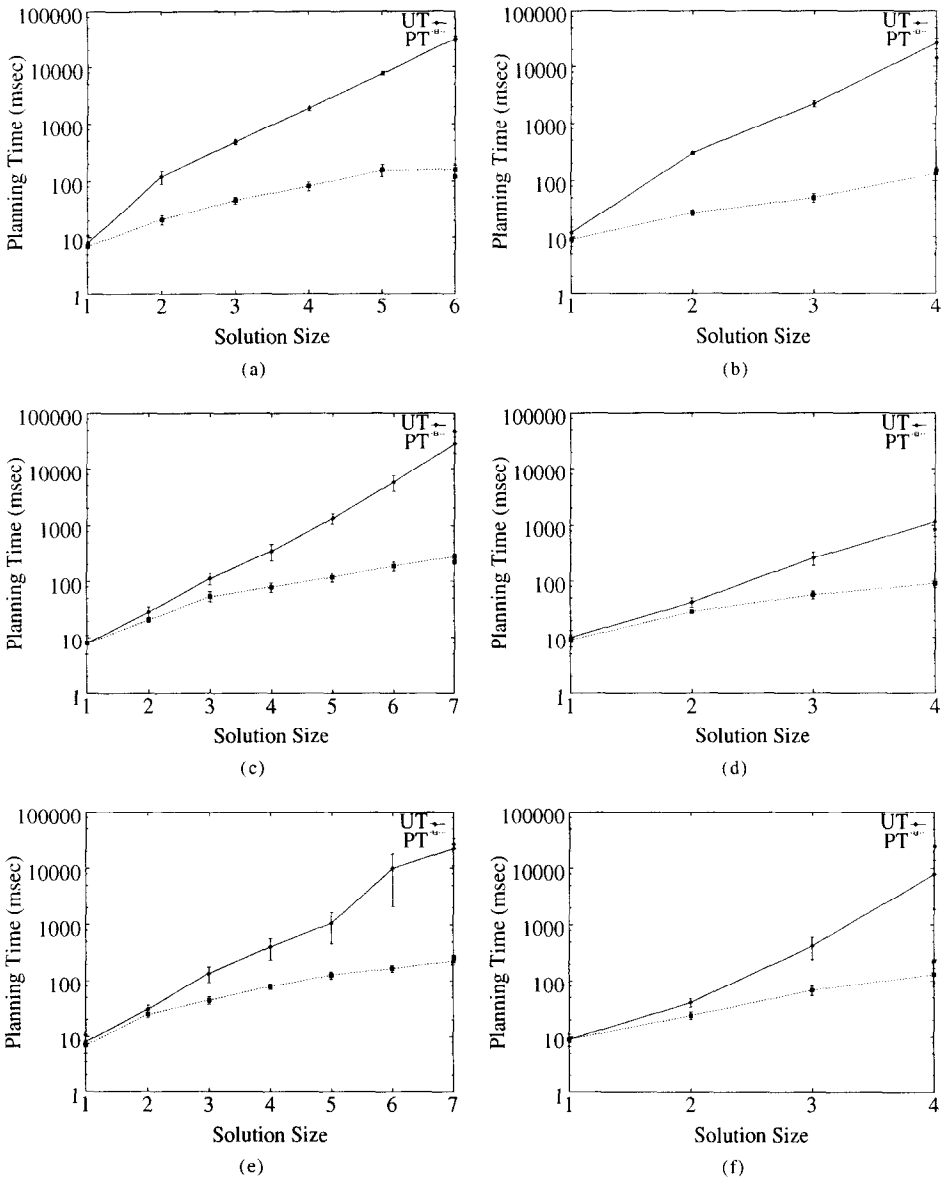 100000
10000
1000
100
10
1
Planning Time (msec)
UT
PT
1 2 3 4 5 6
Solution Size
(a)
100000
10000
1000
100
10
1
Planning Time (msec)
UT
PT
1 2 3 4
Solution Size
(b)
100000
10000
1000
100
10
1
Planning Time (msec)
UT
PT
1 2 3 4 5 6 7
Solution Size
(c)
100000
10000
1000
100
10
1
Planning Time (msec)
UT
PT
1 2 3 4
Solution Size
(d)
100000
10000
1000
100
10
1
Planning Time (msec)
UT
PT
1 2 3 4 5 6 7
Solution Size
(e)
100000
10000
1000
100
10
1
Planning Time (msec)
UT
PT
1 2 3 4
Solution Size
(f)